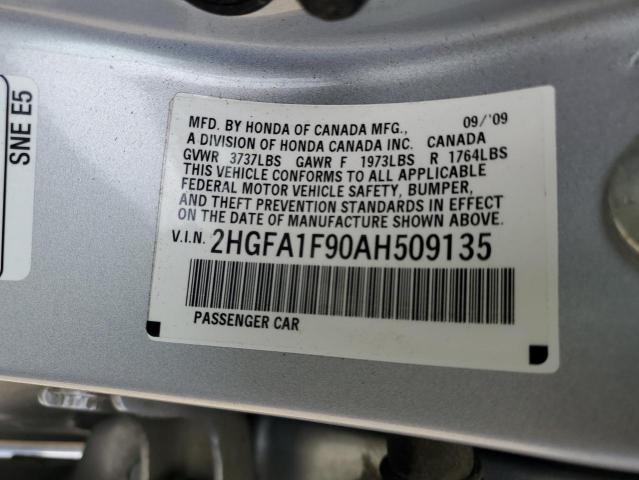 SNE E5
MFD. BY HONDA OF CANADA MFG., 09/'09
A DIVISION OF HONDA CANADA INC. CANADA
GVWR 3737LBS GAWR F 1973LBS R 1764LBS
THIS VEHICLE CONFORMS TO ALL APPLICABLE
FEDERAL MOTOR VEHICLE SAFETY, BUMPER,
AND THEFT PREVENTION STANDARDS IN EFFECT
ON THE DATE OF MANUFACTURE SHOWN ABOVE.
V.I.N. 2HGFA1F90AH509135
PASSENGER CAR